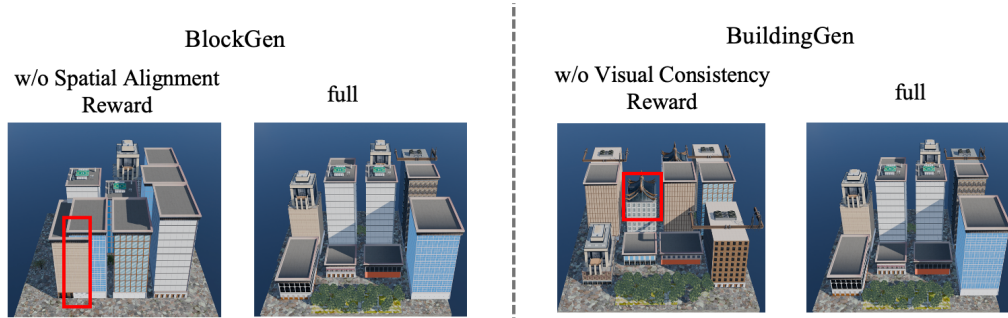 BlockGen
w/o Spatial Alignment
Reward
full
BuildingGen
w/o Visual Consistency
Reward
full